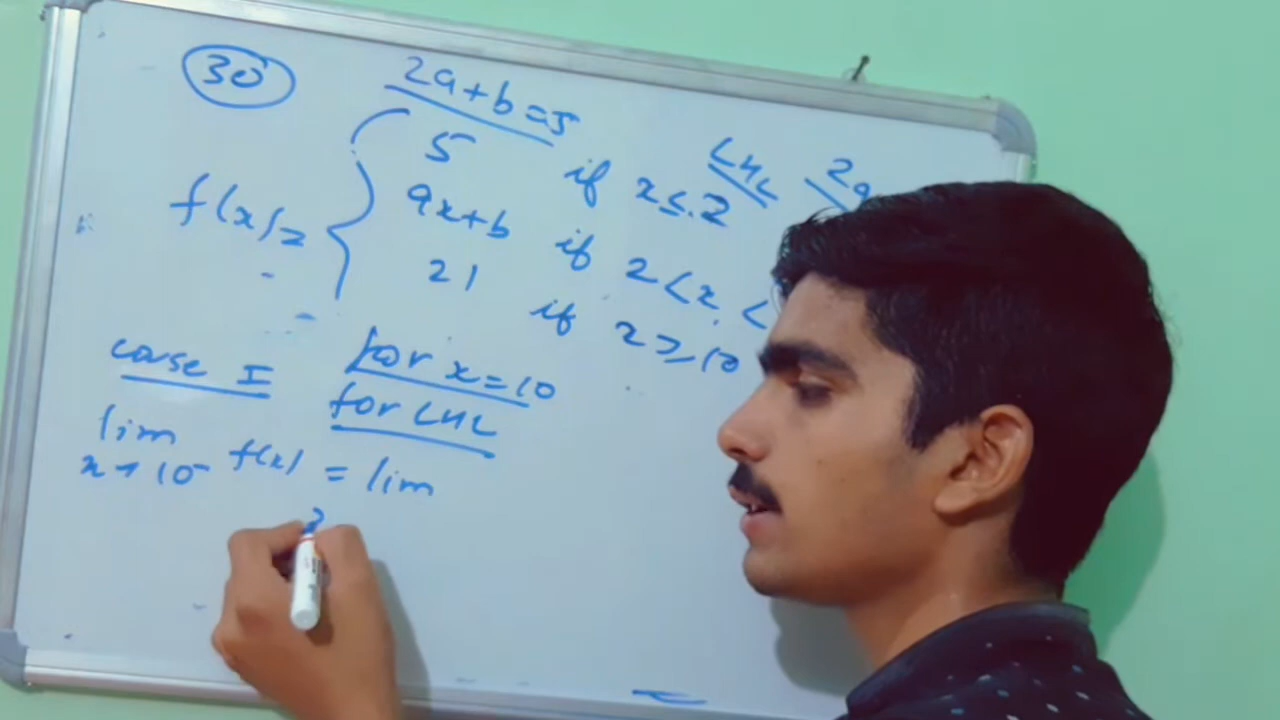 30
2a+b=5
LHL 2a
f(x)=
5 if x≤2
ax+b if 2<x<
21 if x≥10
case I for x=10
for LHL
lim f(x) = lim
x→10⁻